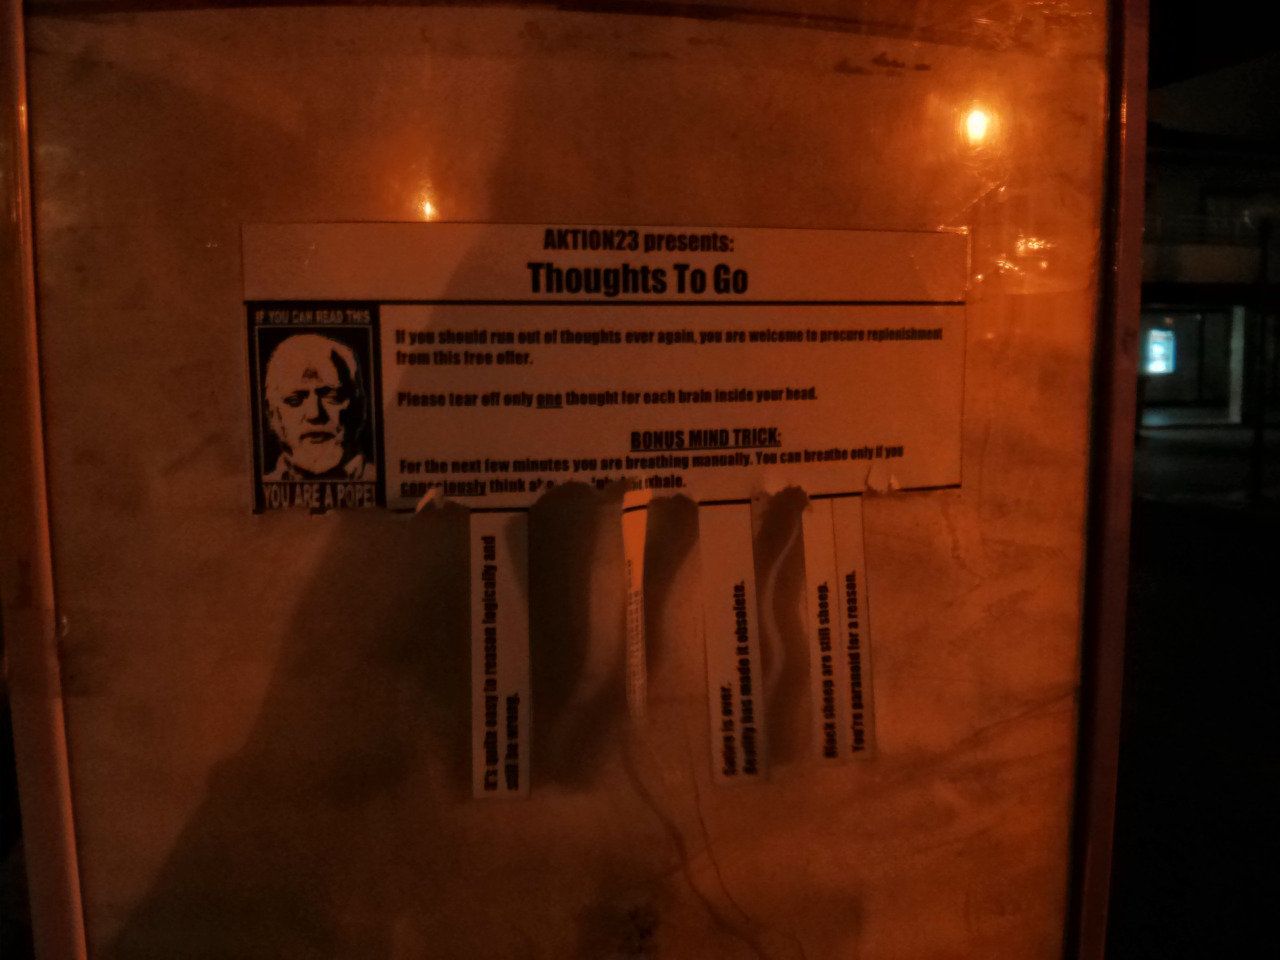 AKTION23 presents:
Thoughts To Go
IF YOU CAN READ THIS
YOU ARE A POPE!
If you should run out of thoughts ever again, you are welcome to procure replenishment
from this free offer.
Please tear off only one thought for each brain inside your head.
BONUS MIND TRICK:
For the next few minutes you are breathing manually. You can breathe only if you
consciously think exhale.
It's quite easy to reason logically and
still be wrong.
Satire is over.
Reality has made it obsolete.
Black sheep are still sheep.
You're paranoid for a reason.